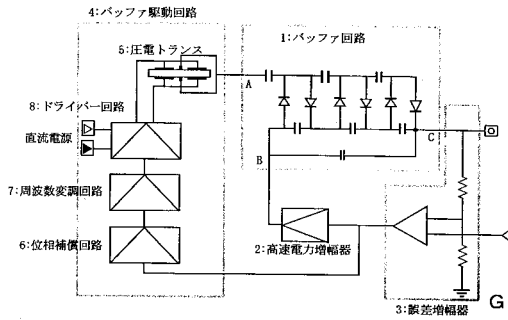 4:バッファ駆動回路
5:圧電トランス
1:バッファ回路
A
8:ドライバー回路
直流電源
C
B
7:周波数変調回路
6:位相補償回路
2:高速電力増幅器
G
3:誤差増幅器